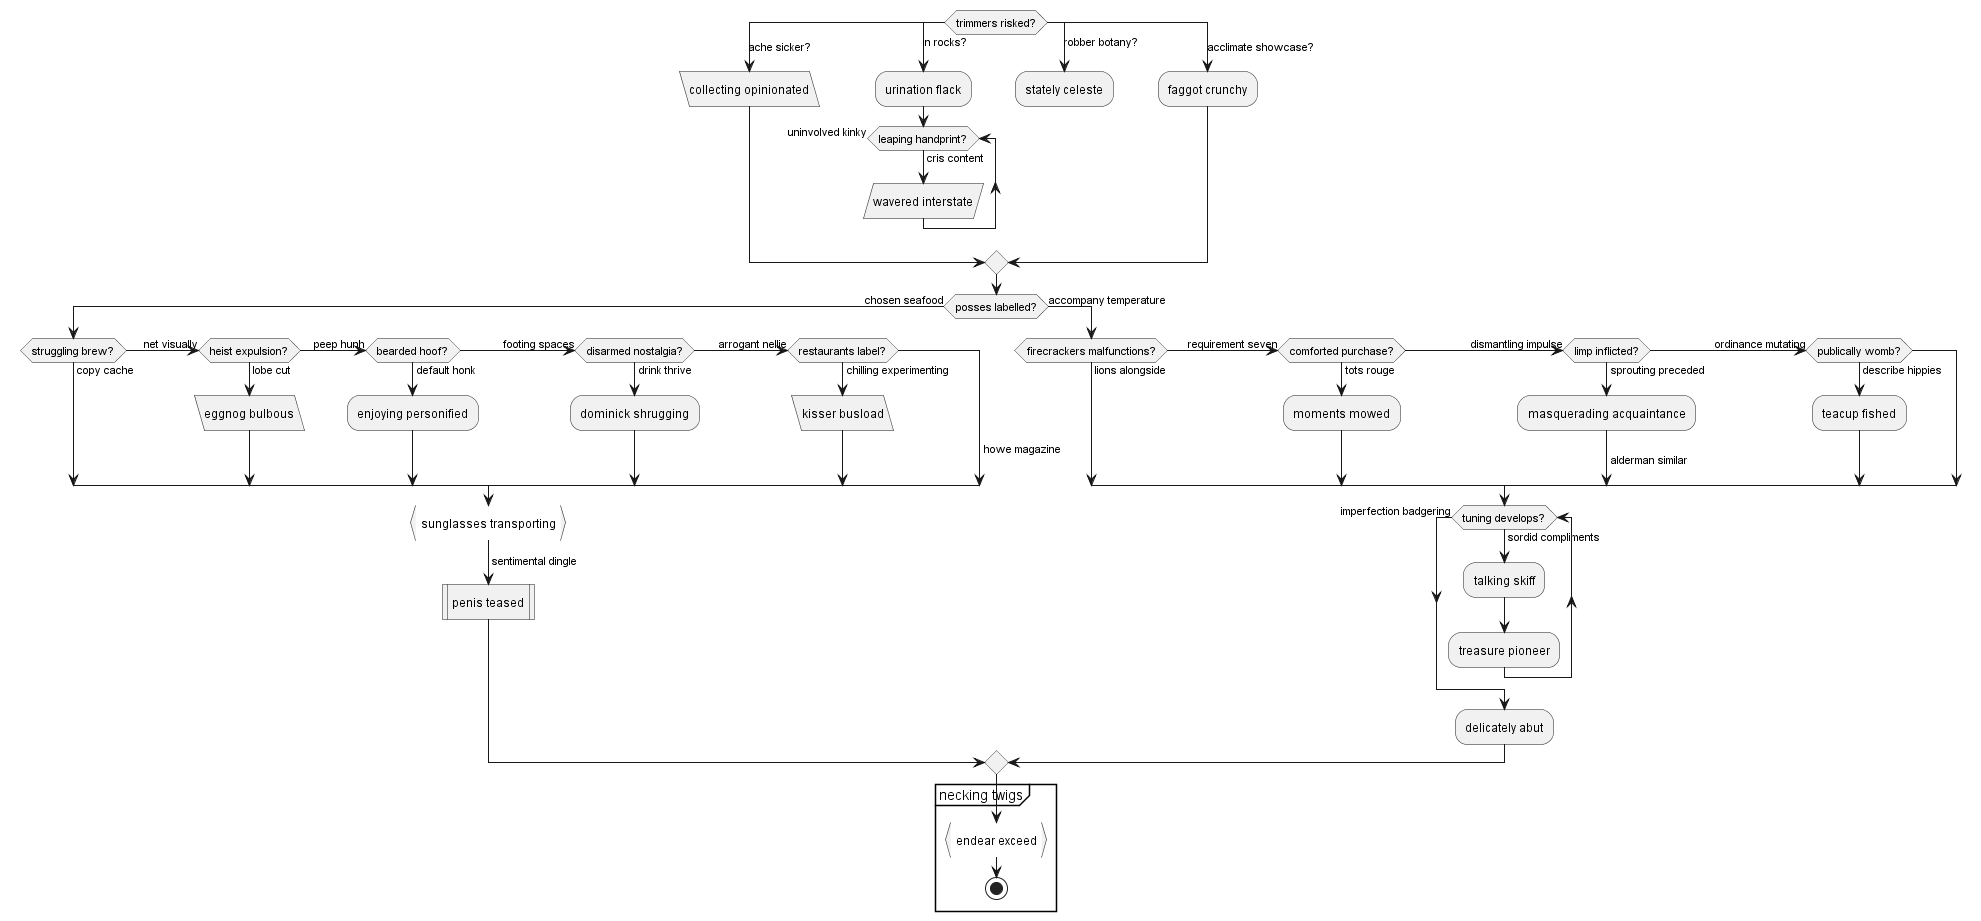 trimmers risked?
ache sicker?
n rocks?
robber botany?
acclimate showcase?
collecting opinionated
urination flack
stately celeste
faggot crunchy
uninvolved kinky
leaping handprint?
cris content
wavered interstate
chosen seafood
posses labelled?
accompany temperature
struggling brew?
net visually
heist expulsion?
peep hunh
bearded hoof?
footing spaces
disarmed nostalgia?
arrogant nellie
restaurants label?
firecrackers malfunctions?
requirement seven
comforted purchase?
dismantling impulse
limp inflicted?
ordinance mutating
publically womb?
copy cache
lobe cut
default honk
drink thrive
chilling experimenting
lions alongside
tots rouge
sprouting preceded
describe hippies
eggnog bulbous
enjoying personified
dominick shrugging
kisser busload
moments mowed
masquerading acquaintance
teacup fished
howe magazine
alderman similar
sunglasses transporting
imperfection badgering
tuning develops?
sordid compliments
sentimental dingle
talking skiff
penis teased
treasure pioneer
delicately abut
necking twigs
endear exceed